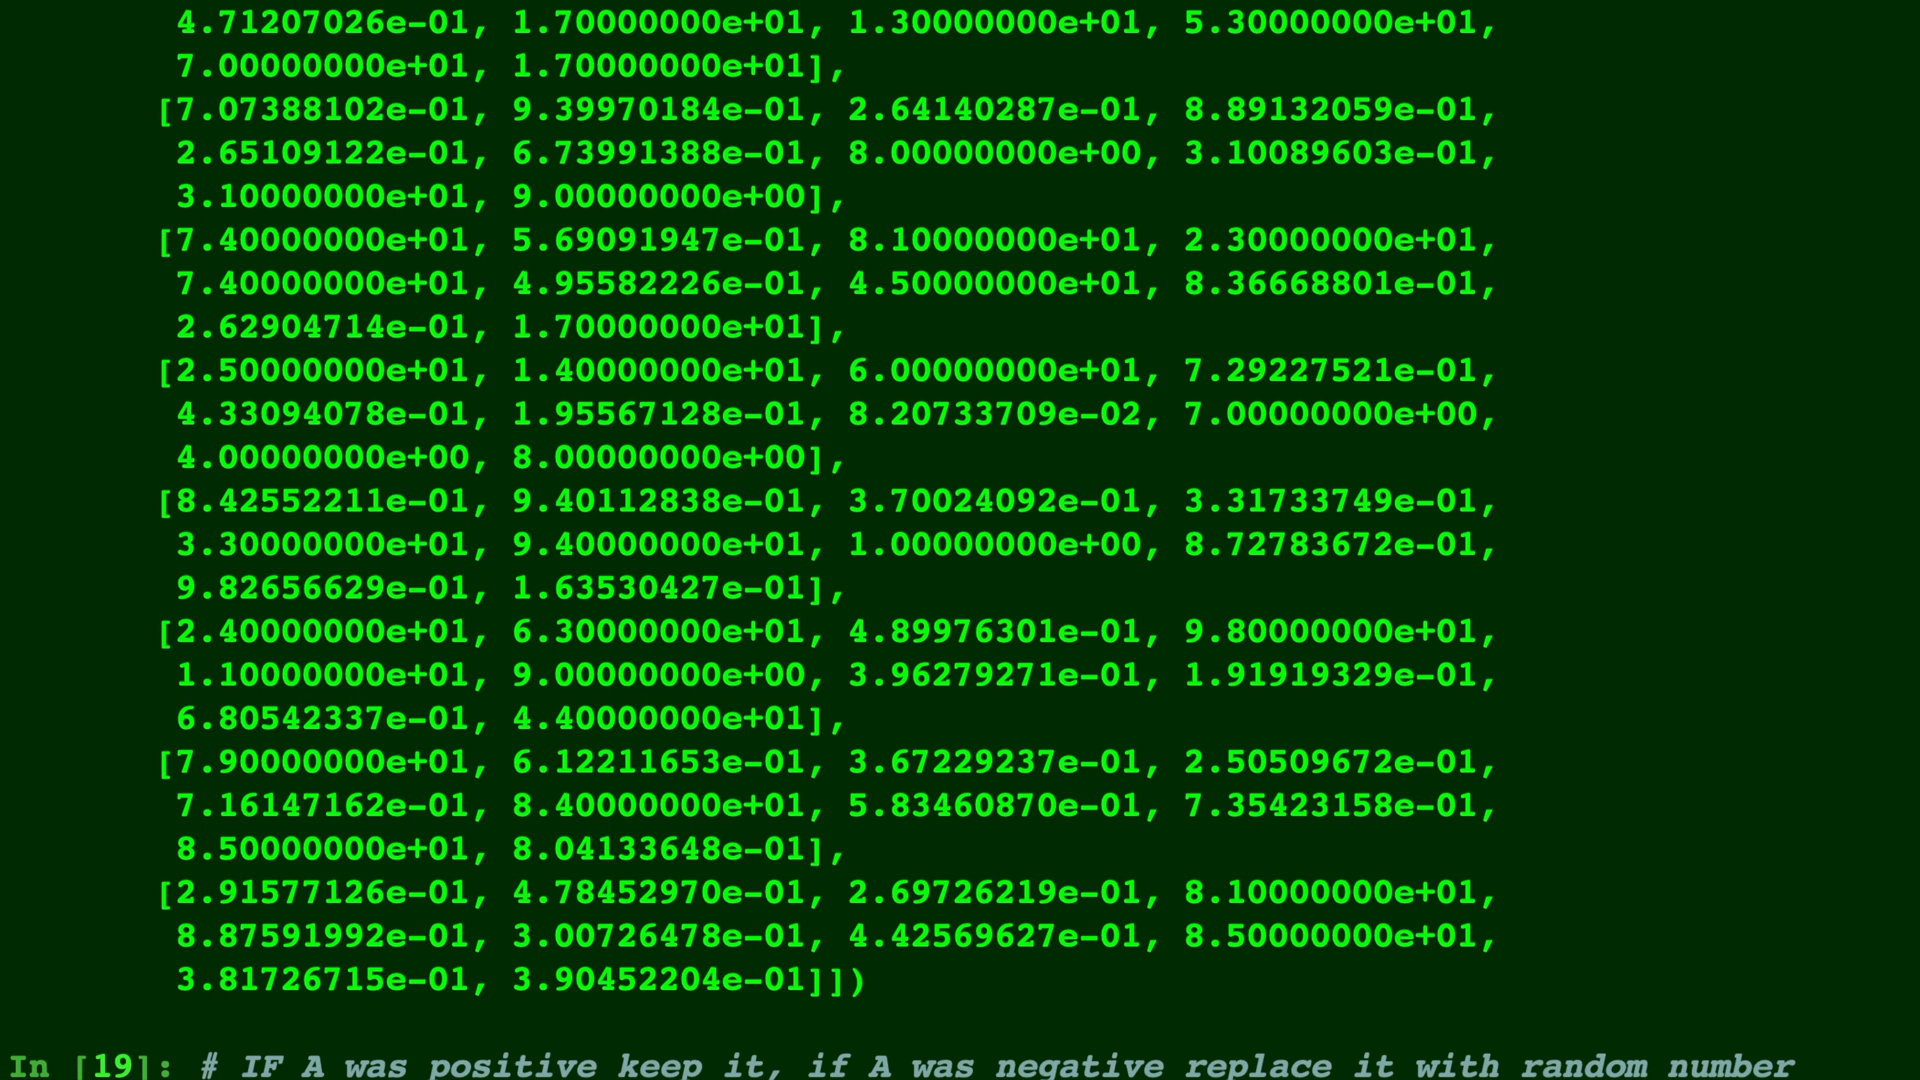 4.71207026e-01, 1.70000000e+01, 1.30000000e+01, 5.30000000e+01,
7.00000000e+01, 1.70000000e+01],
[7.07388102e-01, 9.39970184e-01, 2.64140287e-01, 8.89132059e-01,
2.65109122e-01, 6.73991388e-01, 8.00000000e+00, 3.10089603e-01,
3.10000000e+01, 9.00000000e+00],
[7.40000000e+01, 5.69091947e-01, 8.10000000e+01, 2.30000000e+01,
7.40000000e+01, 4.95582226e-01, 4.50000000e+01, 8.36668801e-01,
2.62904714e-01, 1.70000000e+01],
[2.50000000e+01, 1.40000000e+01, 6.00000000e+01, 7.29227521e-01,
4.33094078e-01, 1.95567128e-01, 8.20733709e-02, 7.00000000e+00,
4.00000000e+00, 8.00000000e+00],
[8.42552211e-01, 9.40112838e-01, 3.70024092e-01, 3.31733749e-01,
3.30000000e+01, 9.40000000e+01, 1.00000000e+00, 8.72783672e-01,
9.82656629e-01, 1.63530427e-01],
[2.40000000e+01, 6.30000000e+01, 4.89976301e-01, 9.80000000e+01,
1.10000000e+01, 9.00000000e+00, 3.96279271e-01, 1.91919329e-01,
6.80542337e-01, 4.40000000e+01],
[7.90000000e+01, 6.12211653e-01, 3.67229237e-01, 2.50509672e-01,
7.16147162e-01, 8.40000000e+01, 5.83460870e-01, 7.35423158e-01,
8.50000000e+01, 8.04133648e-01],
[2.91577126e-01, 4.78452970e-01, 2.69726219e-01, 8.10000000e+01,
8.87591992e-01, 3.00726478e-01, 4.42569627e-01, 8.50000000e+01,
3.81726715e-01, 3.90452204e-01]])
In [19]: # IF A was positive keep it, if A was negative replace it with random number